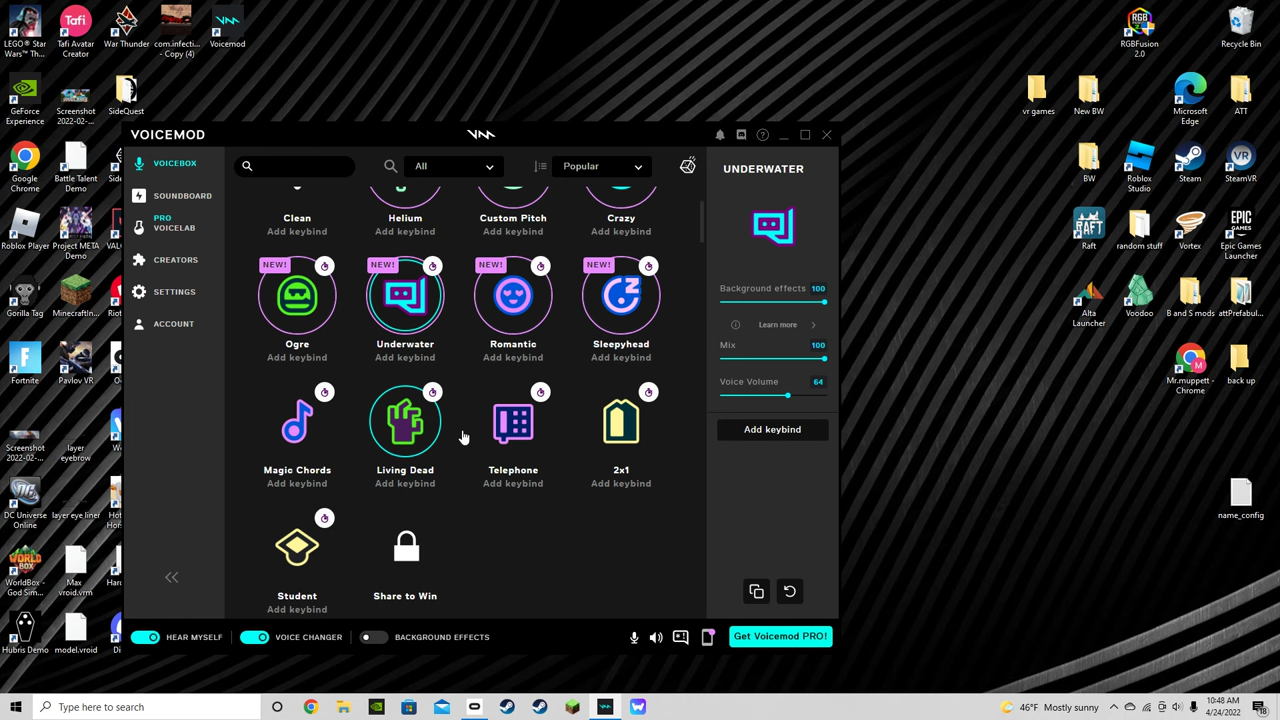 LEGO® Star
Wars™ Th...
Tafi Avatar
Creator
War Thunder
com.infecti...
- Copy (4)
Voicemod
GeForce
Experience
Screenshot
2022-02-...
SideQuest
Google
Chrome
Battle Talent
Demo
Roblox Player
Project META
Demo
Gorilla Tag
Fortnite
Pavlov VR
Screenshot
2022-02-...
layer
eyebrow
DC Universe
Online
layer eye liner
WorldBox -
God Sim...
Max
vroid.vrm
Hubris Demo
model.vroid
VOICEMOD
VOICEBOX
SOUNDBOARD
PRO
VOICELAB
CREATORS
SETTINGS
ACCOUNT
All
Popular
Clean
Add keybind
Helium
Add keybind
Custom Pitch
Add keybind
Crazy
Add keybind
NEW!
Ogre
Add keybind
NEW!
Underwater
Add keybind
NEW!
Romantic
Add keybind
NEW!
Sleepyhead
Add keybind
Magic Chords
Add keybind
Living Dead
Add keybind
Telephone
Add keybind
2x1
Add keybind
Student
Add keybind
Share to Win
UNDERWATER
Background effects 100
Learn more
Mix 100
Voice Volume 64
Add keybind
HEAR MYSELF
VOICE CHANGER
BACKGROUND EFFECTS
Get Voicemod PRO!
RGB
Fusion
RGBFusion
2.0
Recycle Bin
vr games
New BW
Microsoft
Edge
ATT
BW
Roblox
Studio
Steam
SteamVR
RAFT
Raft
random stuff
Vortex
EPIC
GAMES
Epic Games
Launcher
Alta
Launcher
Voodoo
B and S mods
attPrefabul...
Mr.muppett -
Chrome
back up
name_config
Type here to search
46°F Mostly sunny
10:48 AM
4/24/2022
18